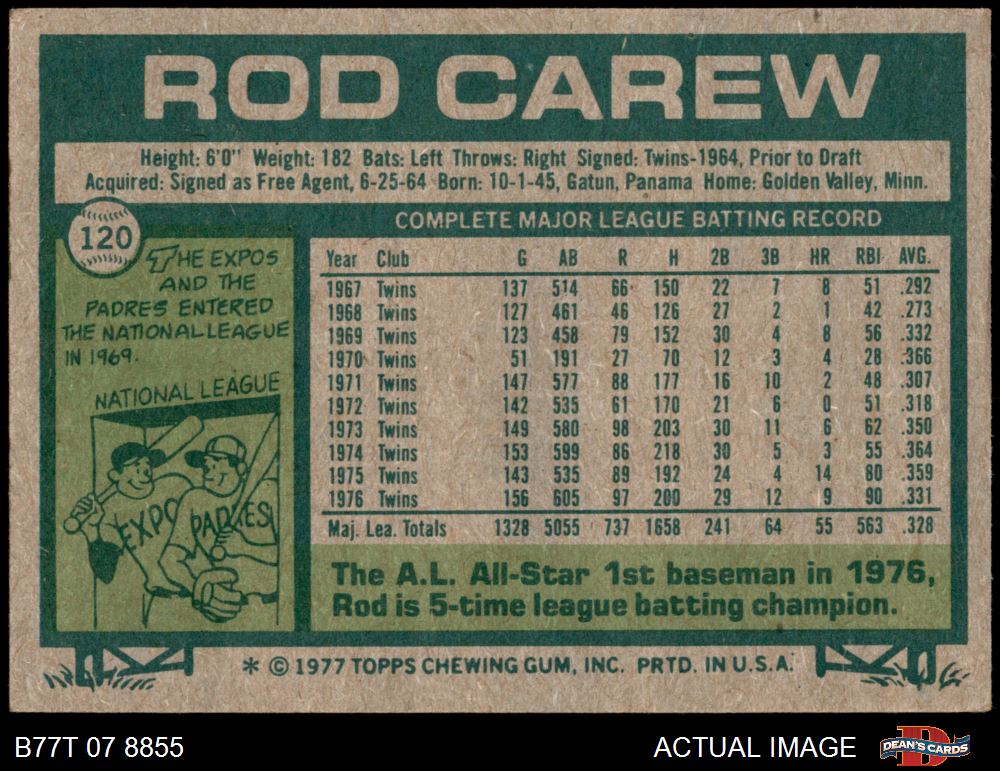 ROD CAREW
Height: 6'0" Weight: 182 Bats: Left Throws: Right Signed: Twins-1964, Prior to Draft
Acquired: Signed as Free Agent, 6-25-64 Born: 10-1-45, Gatun, Panama Home: Golden Valley, Minn.
120
THE EXPOS
AND THE
PADRES ENTERED
THE NATIONAL LEAGUE
IN 1969.
NATIONAL LEAGUE
EXPO
PADRES
COMPLETE MAJOR LEAGUE BATTING RECORD
Year Club G AB R H 2B 3B HR RBI AVG.
1967 Twins 137 514 66 150 22 7 8 51 .292
1968 Twins 127 461 46 126 27 2 1 42 .273
1969 Twins 123 458 79 152 30 4 8 56 .332
1970 Twins 51 191 27 70 12 3 4 28 .366
1971 Twins 147 577 88 177 16 10 2 48 .307
1972 Twins 142 535 61 170 21 6 0 51 .318
1973 Twins 149 580 98 203 30 11 6 62 .350
1974 Twins 153 599 86 218 30 5 3 55 .364
1975 Twins 143 535 89 192 24 4 14 80 .359
1976 Twins 156 605 97 200 29 12 9 90 .331
Maj. Lea. Totals 1328 5055 737 1658 241 64 55 563 .328
The A.L. All-Star 1st baseman in 1976,
Rod is 5-time league batting champion.
* © 1977 TOPPS CHEWING GUM, INC. PRTD. IN U.S.A.
B77T 07 8855
ACTUAL IMAGE
DEAN'S CARDS